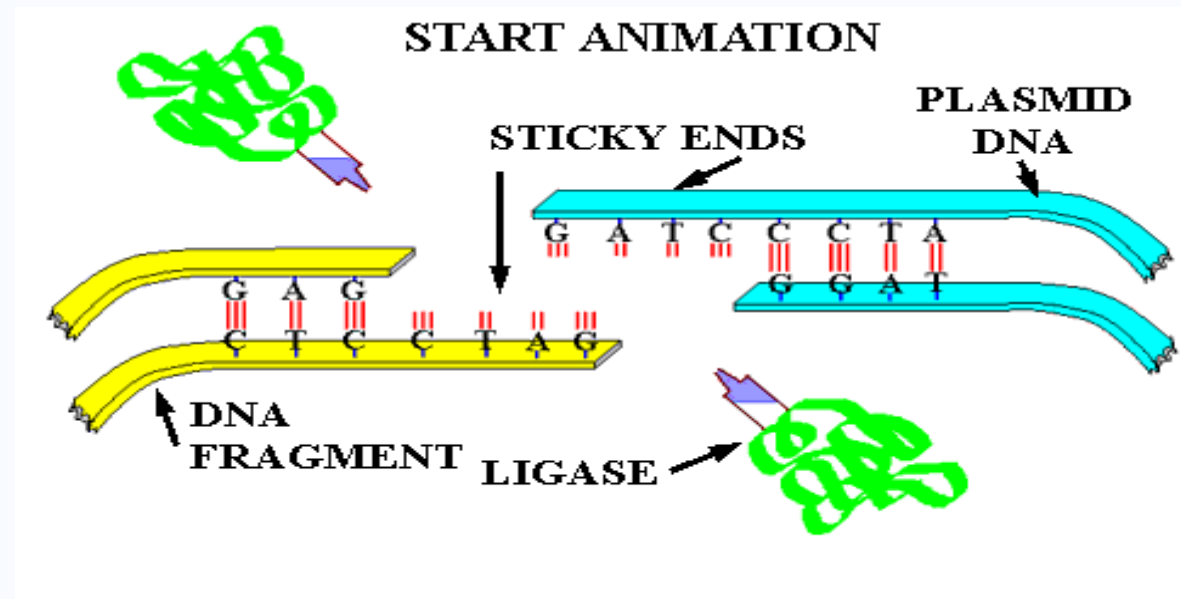 START ANIMATION
PLASMID
DNA
STICKY ENDS
G A T C C C T A
G G A T
G A G
C T C C T A G
DNA
FRAGMENT
LIGASE